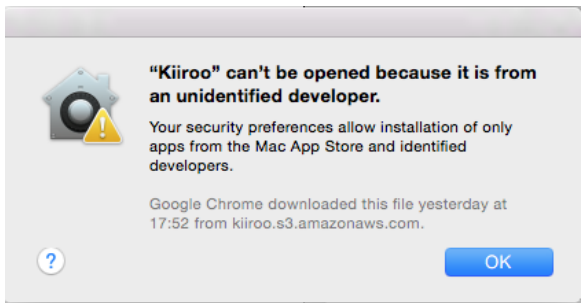 “Kiiroo” can’t be opened because it is from
an unidentified developer.
Your security preferences allow installation of only
apps from the Mac App Store and identified
developers.
Google Chrome downloaded this file yesterday at
17:52 from kiiroo.s3.amazonaws.com.
?
OK